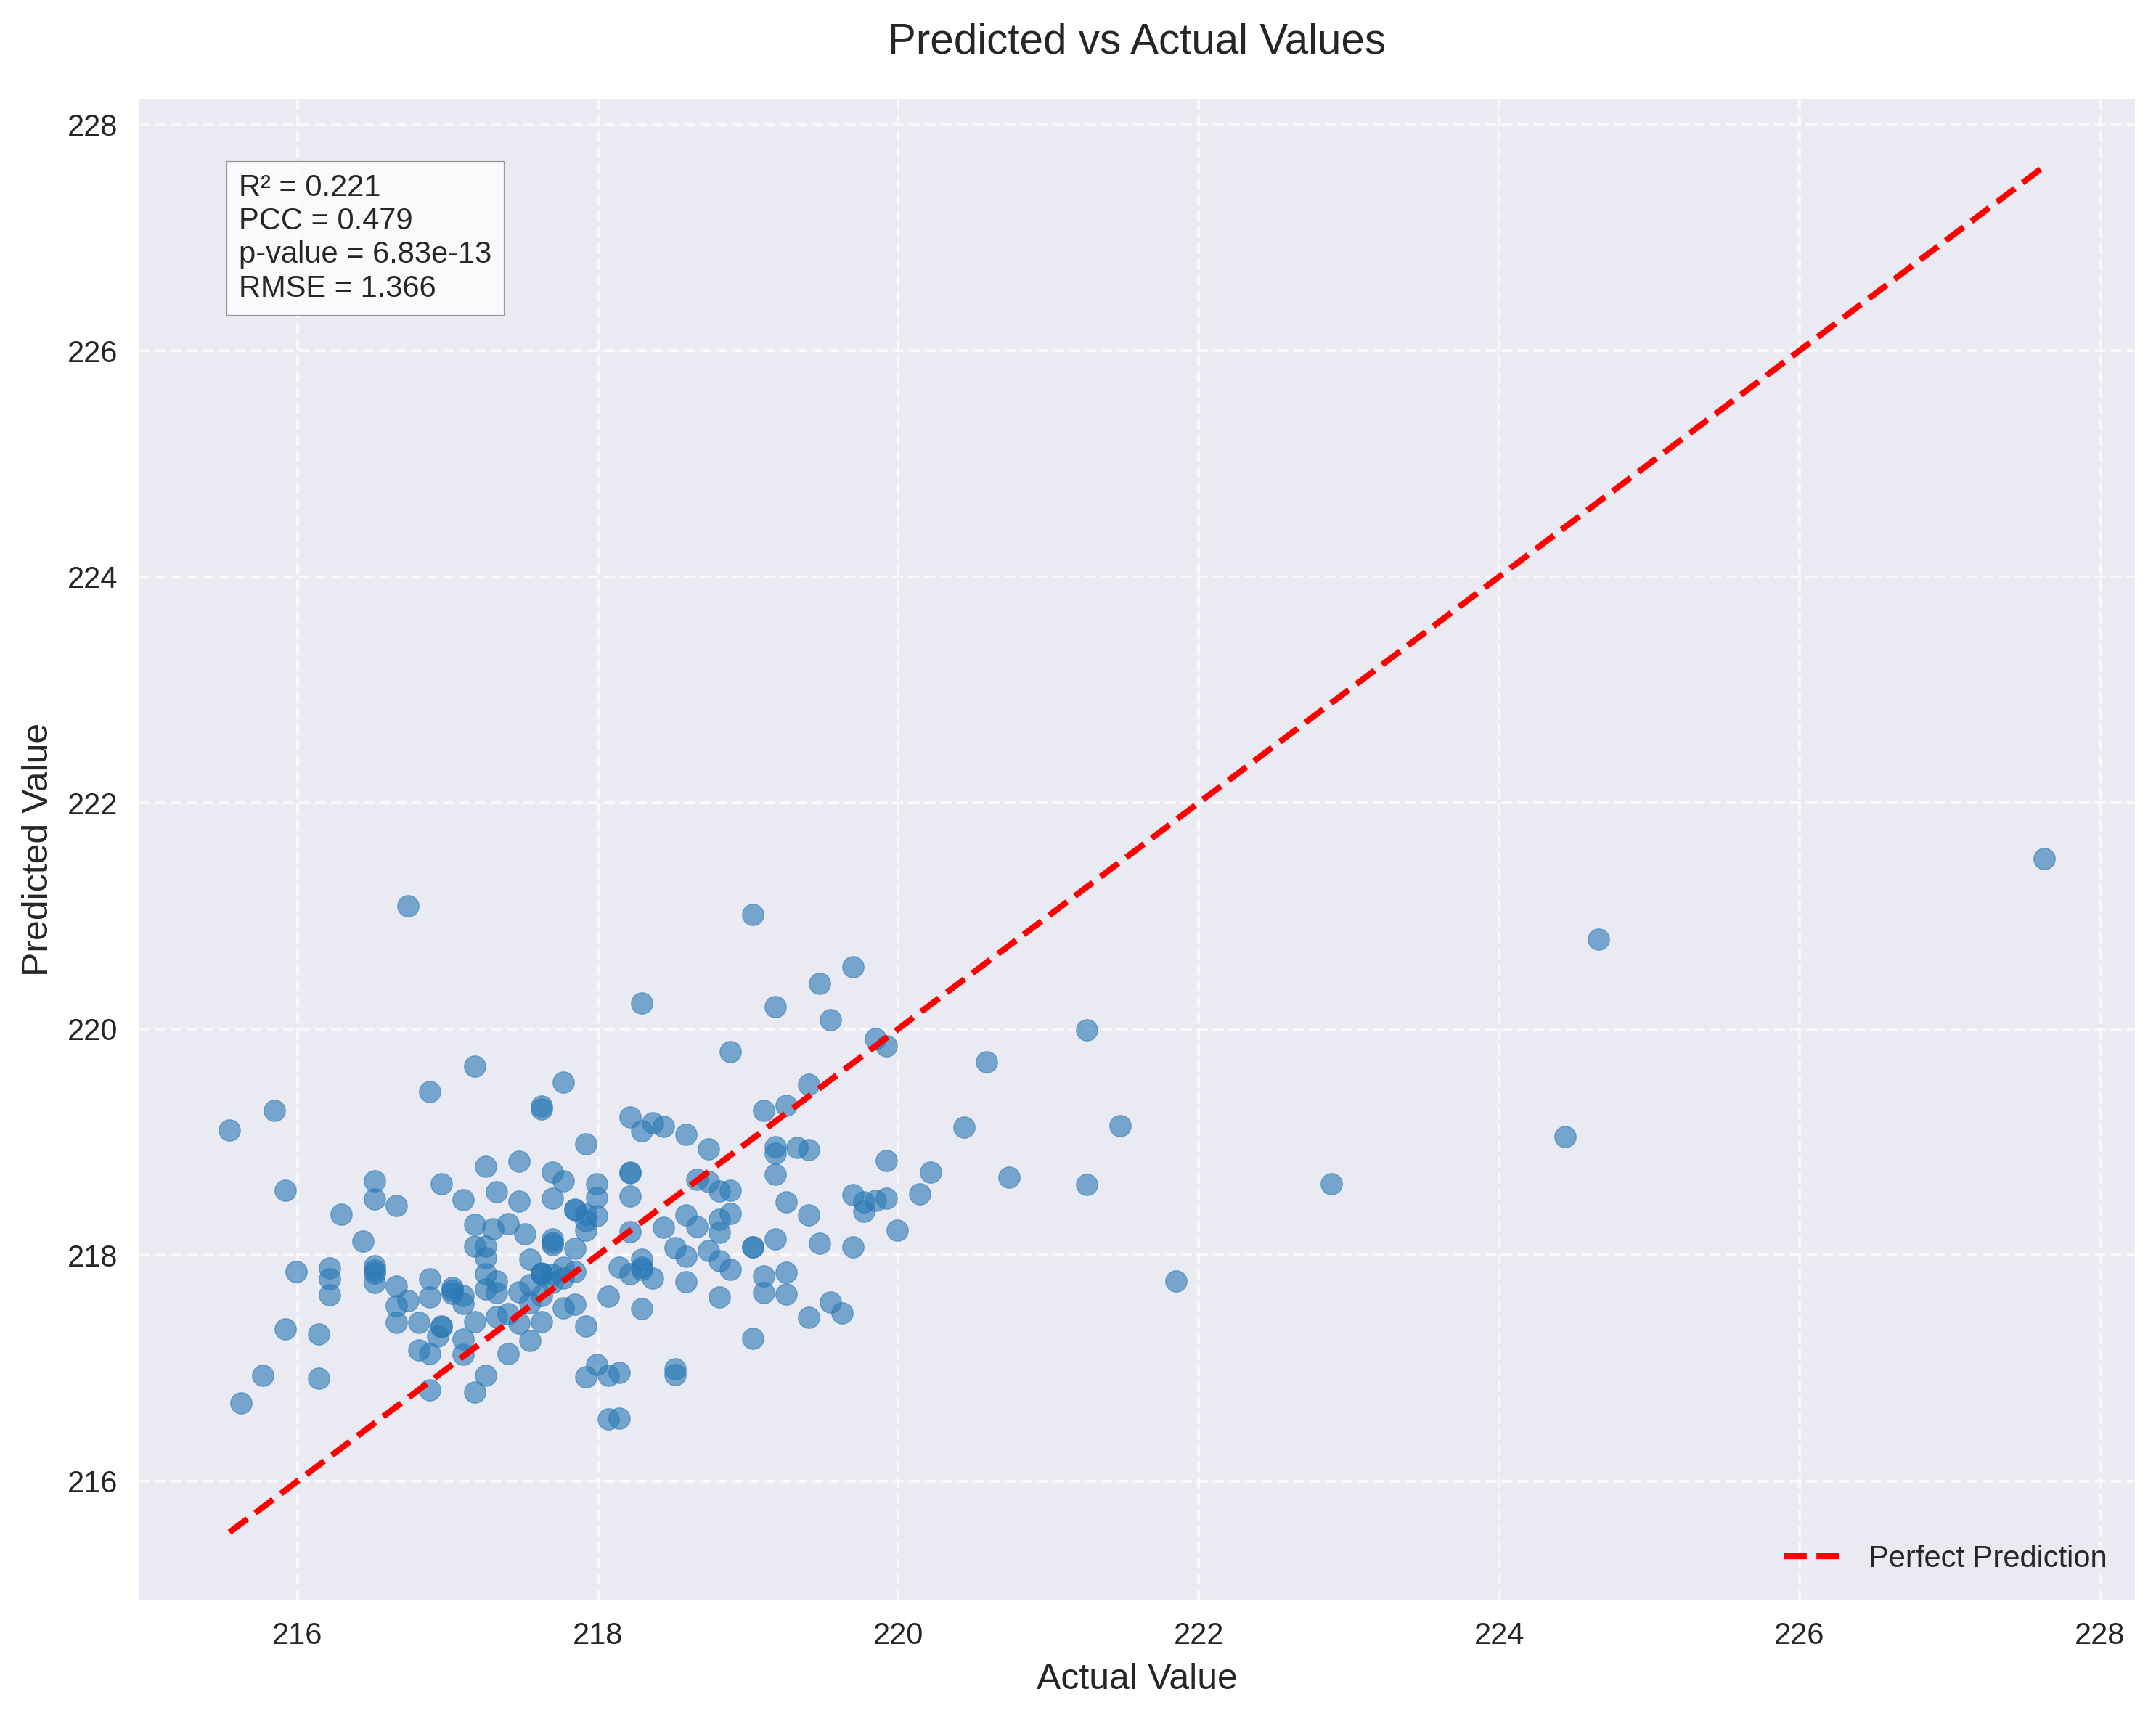 Predicted vs Actual Values
R² = 0.221
PCC = 0.479
p-value = 6.83e-13
RMSE = 1.366
228
226
224
222
220
218
216
Predicted Value
Perfect Prediction
216 218 220 222 224 226 228
Actual Value